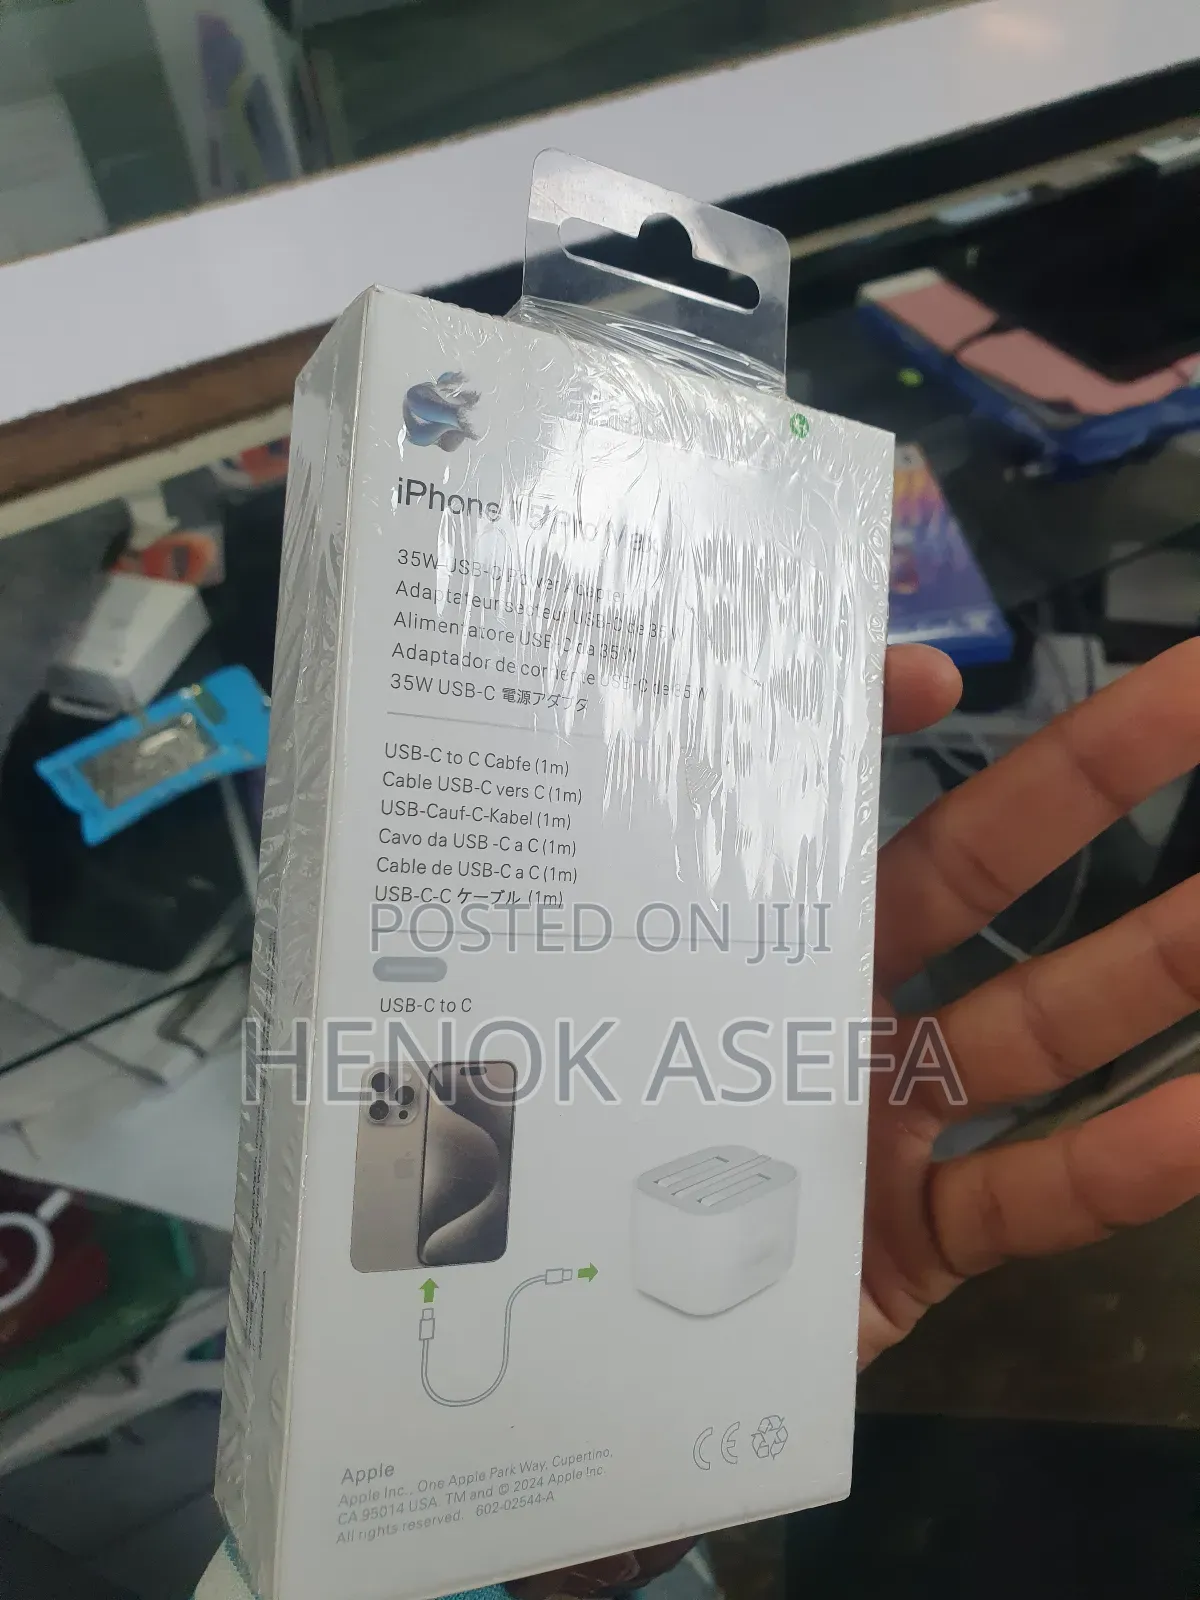 iPhone 15 Pro Max
35W USB-C Power Adapter
Adaptateur secteur USB-C de 35W
Alimentatore USB-C da 35W
Adaptador de corriente USB-C de 35W
35W USB-C 電源アダプタ
USB-C to C Cabfe (1m)
Cable USB-C vers C (1m)
USB-Cauf-C-Kabel (1m)
Cavo da USB -C a C (1m)
Cable de USB-C a C (1m)
USB-C-C ケーブル (1m)
POSTED ON JIJI
USB-C to C
HENOK ASEFA
Apple
Apple Inc., One Apple Park Way, Cupertino,
CA 95014 USA. TM and © 2024 Apple Inc.
All rights reserved. 602-02544-A
CE